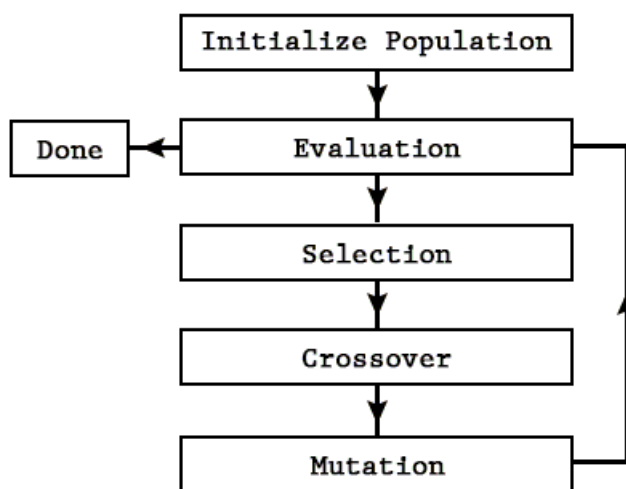 Initialize Population
Done
Evaluation
Selection
Crossover
Mutation